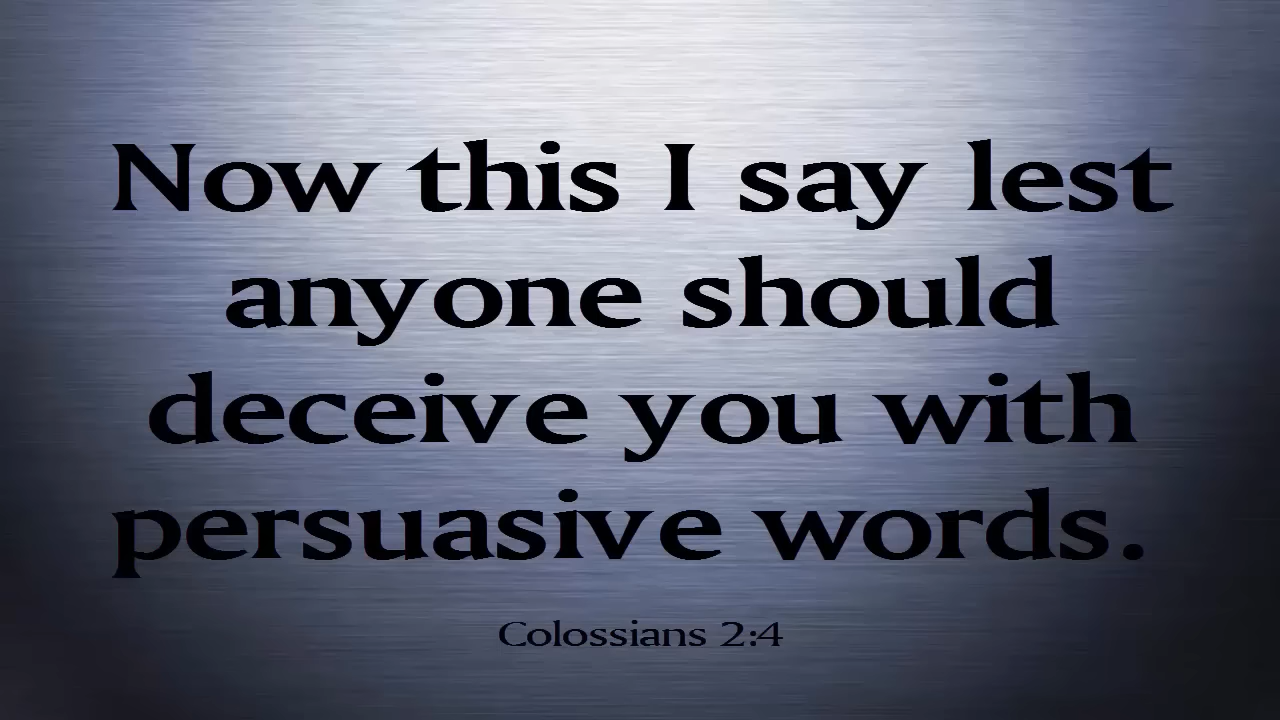 Now this I say lest
anyone should
deceive you with
persuasive words.
Colossians 2:4